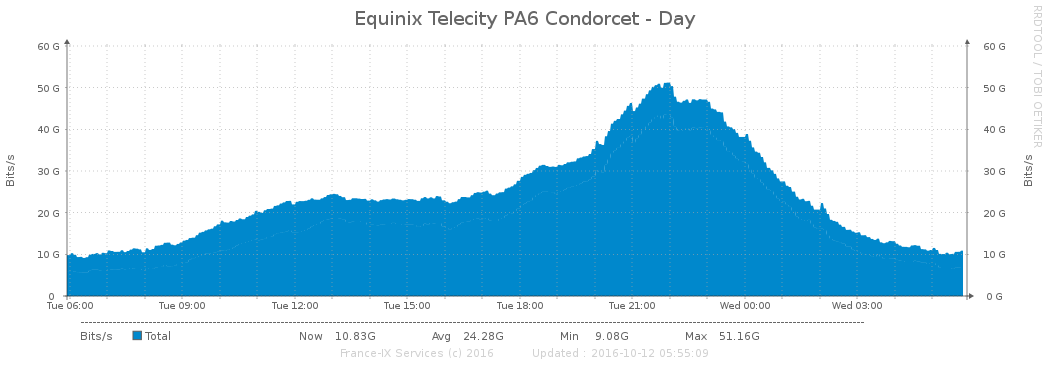 Equinix Telecity PA6 Condorcet - Day
RRDTOOL / TOBI OETIKER
Bits/s
60 G 60 G
50 G 50 G
40 G 40 G
30 G 30 G
20 G 20 G
10 G 10 G
0 0 G
Bits/s
Tue 06:00 Tue 09:00 Tue 12:00 Tue 15:00 Tue 18:00 Tue 21:00 Wed 00:00 Wed 03:00
Bits/s Total Now 10.83G Avg 24.28G Min 9.08G Max 51.16G
France-IX Services (c) 2016 Updated : 2016-10-12 05:55:09